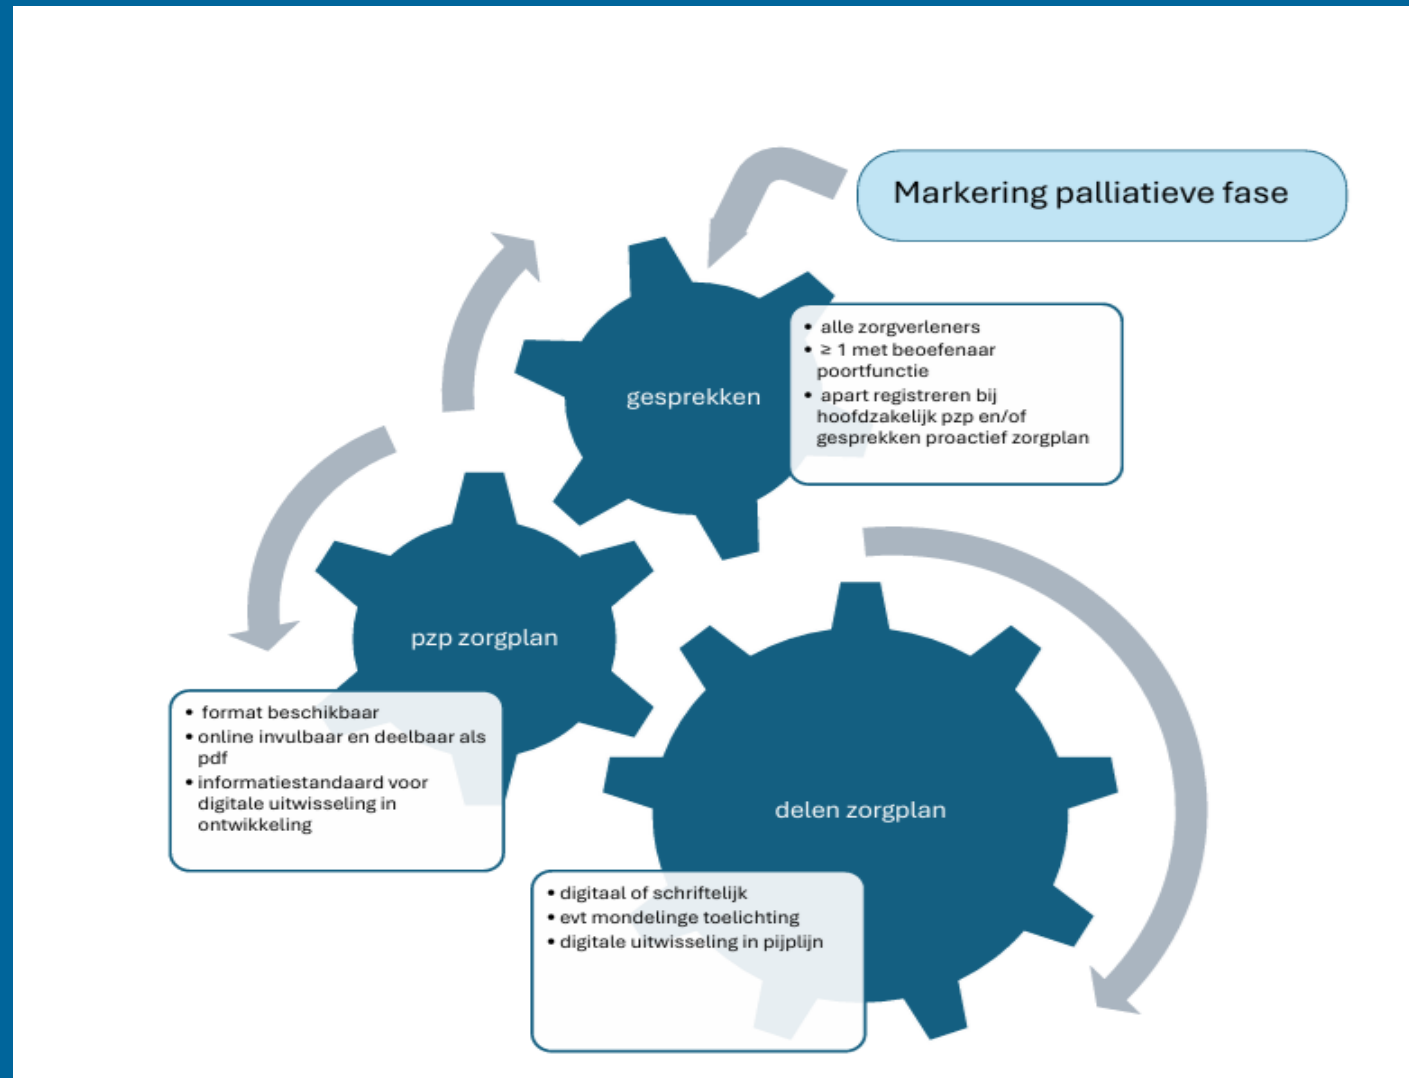 Markering palliatieve fase
gesprekken
• alle zorgverleners
• ≥ 1 met beoefenaar
poortfunctie
• apart registreren bij
hoofdzakelijk pzp en/of
gesprekken proactief zorgplan
pzp zorgplan
• format beschikbaar
• online invulbaar en deelbaar als
pdf
• informatiestandaard voor
digitale uitwisseling in
ontwikkeling
delen zorgplan
• digitaal of schriftelijk
• evt mondelinge toelichting
• digitale uitwisseling in pijplijn